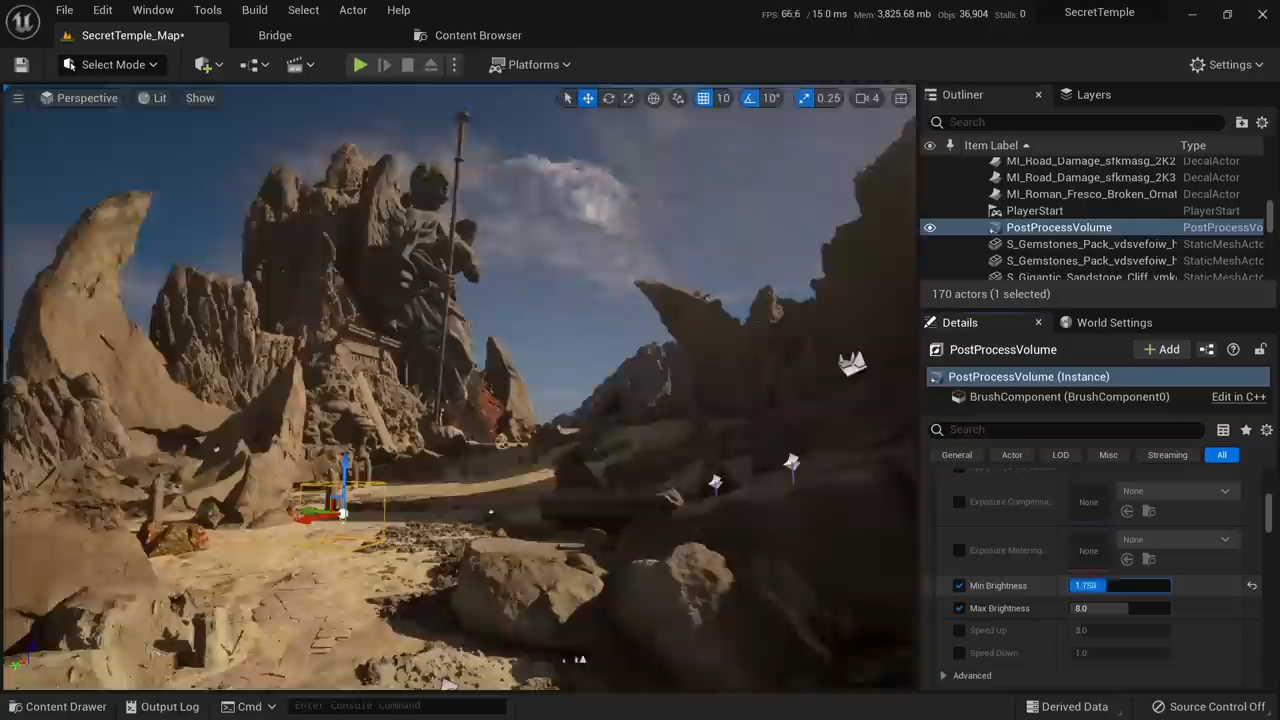 File Edit Window Tools Build Select Actor Help
FPS: 66.6 / 15.0 ms Mem: 3,825.68 mb Objs: 36,904 Stalls: 0 SecretTemple
SecretTemple_Map* Bridge Content Browser
Select Mode Platforms Settings
Perspective Lit Show 10 10° 0.25 4
Outliner Layers
Search
Item Label Type
MI_Road_Damage_sfkmasg_2K2 DecalActor
MI_Road_Damage_sfkmasg_2K3 DecalActor
MI_Roman_Fresco_Broken_Ornat DecalActor
PlayerStart PlayerStart
PostProcessVolume PostProcessVo
S_Gemstones_Pack_vdsvefoiw_h StaticMeshActo
S_Gemstones_Pack_vdsvefoiw_h StaticMeshActo
170 actors (1 selected)
Details World Settings
PostProcessVolume Add
PostProcessVolume (Instance)
BrushComponent (BrushComponent0) Edit in C++
Search
General Actor LOD Misc Streaming All
Exposure Compensa... None None
Exposure Metering... None None
Min Brightness 1.750
Max Brightness 8.0
Speed Up 3.0
Speed Down 1.0
Advanced
Content Drawer Output Log Cmd Enter Console Command Derived Data Source Control Off